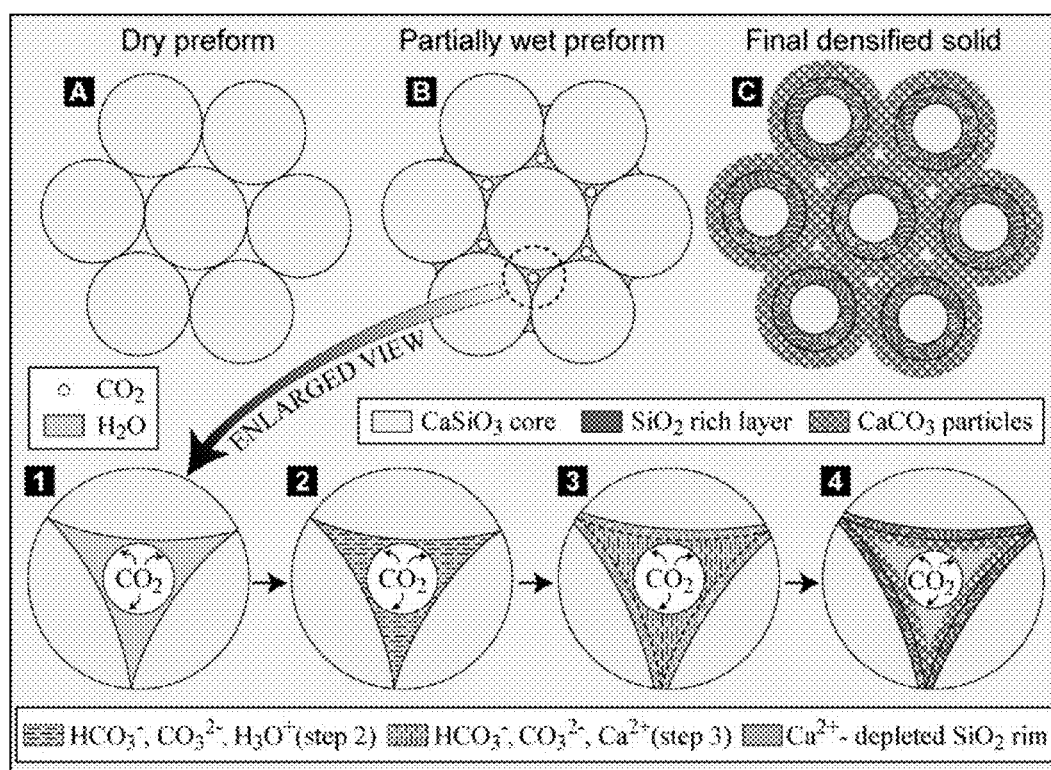 Dry preform
Partially wet preform
Final densified solid
A
B
C
CO₂
H₂O
ENLARGED VIEW
CaSiO₃ core
SiO₂ rich layer
CaCO₃ particles
1
2
3
4
CO₂
CO₂
CO₂
CO₂
HCO₃⁻, CO₃²⁻, H₃O⁺(step 2)
HCO₃⁻, CO₃²⁻, Ca²⁺(step 3)
Ca²⁺- depleted SiO₂ rim